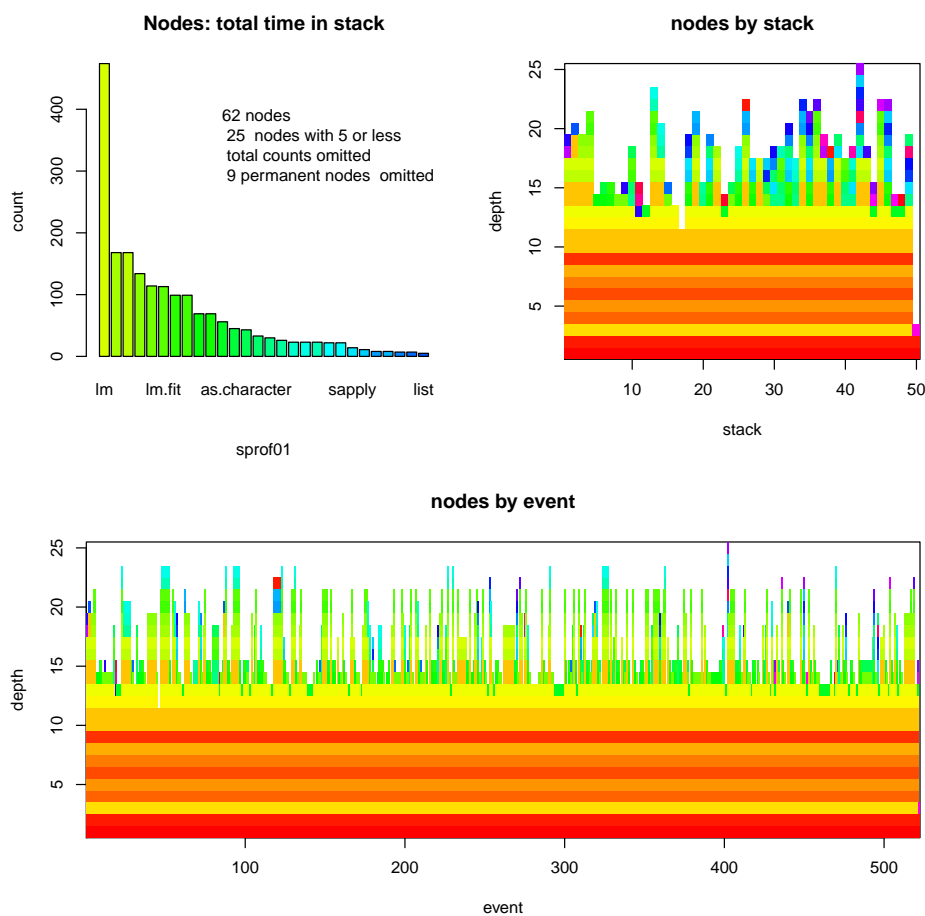 Nodes: total time in stack
62 nodes
25 nodes with 5 or less
total counts omitted
9 permanent nodes omitted
count
0
100
200
300
400
lm
lm.fit
as.character
sapply
list
sprof01
nodes by stack
depth
5
10
15
20
25
10
20
30
40
50
stack
nodes by event
depth
5
10
15
20
25
100
200
300
400
500
event